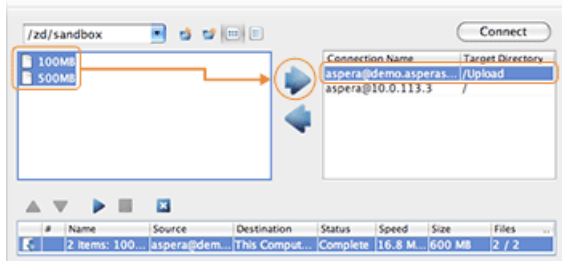 /zd/sandbox
Connect
100MB
500MB
Connection Name Target Directory
aspera@demo.asperas... /Upload
aspera@10.0.113.3 /
# Name Source Destination Status Speed Size Files ...
2 items: 100... aspera@dem... This Comput... Complete 16.8 M... 600 MB 2 / 2